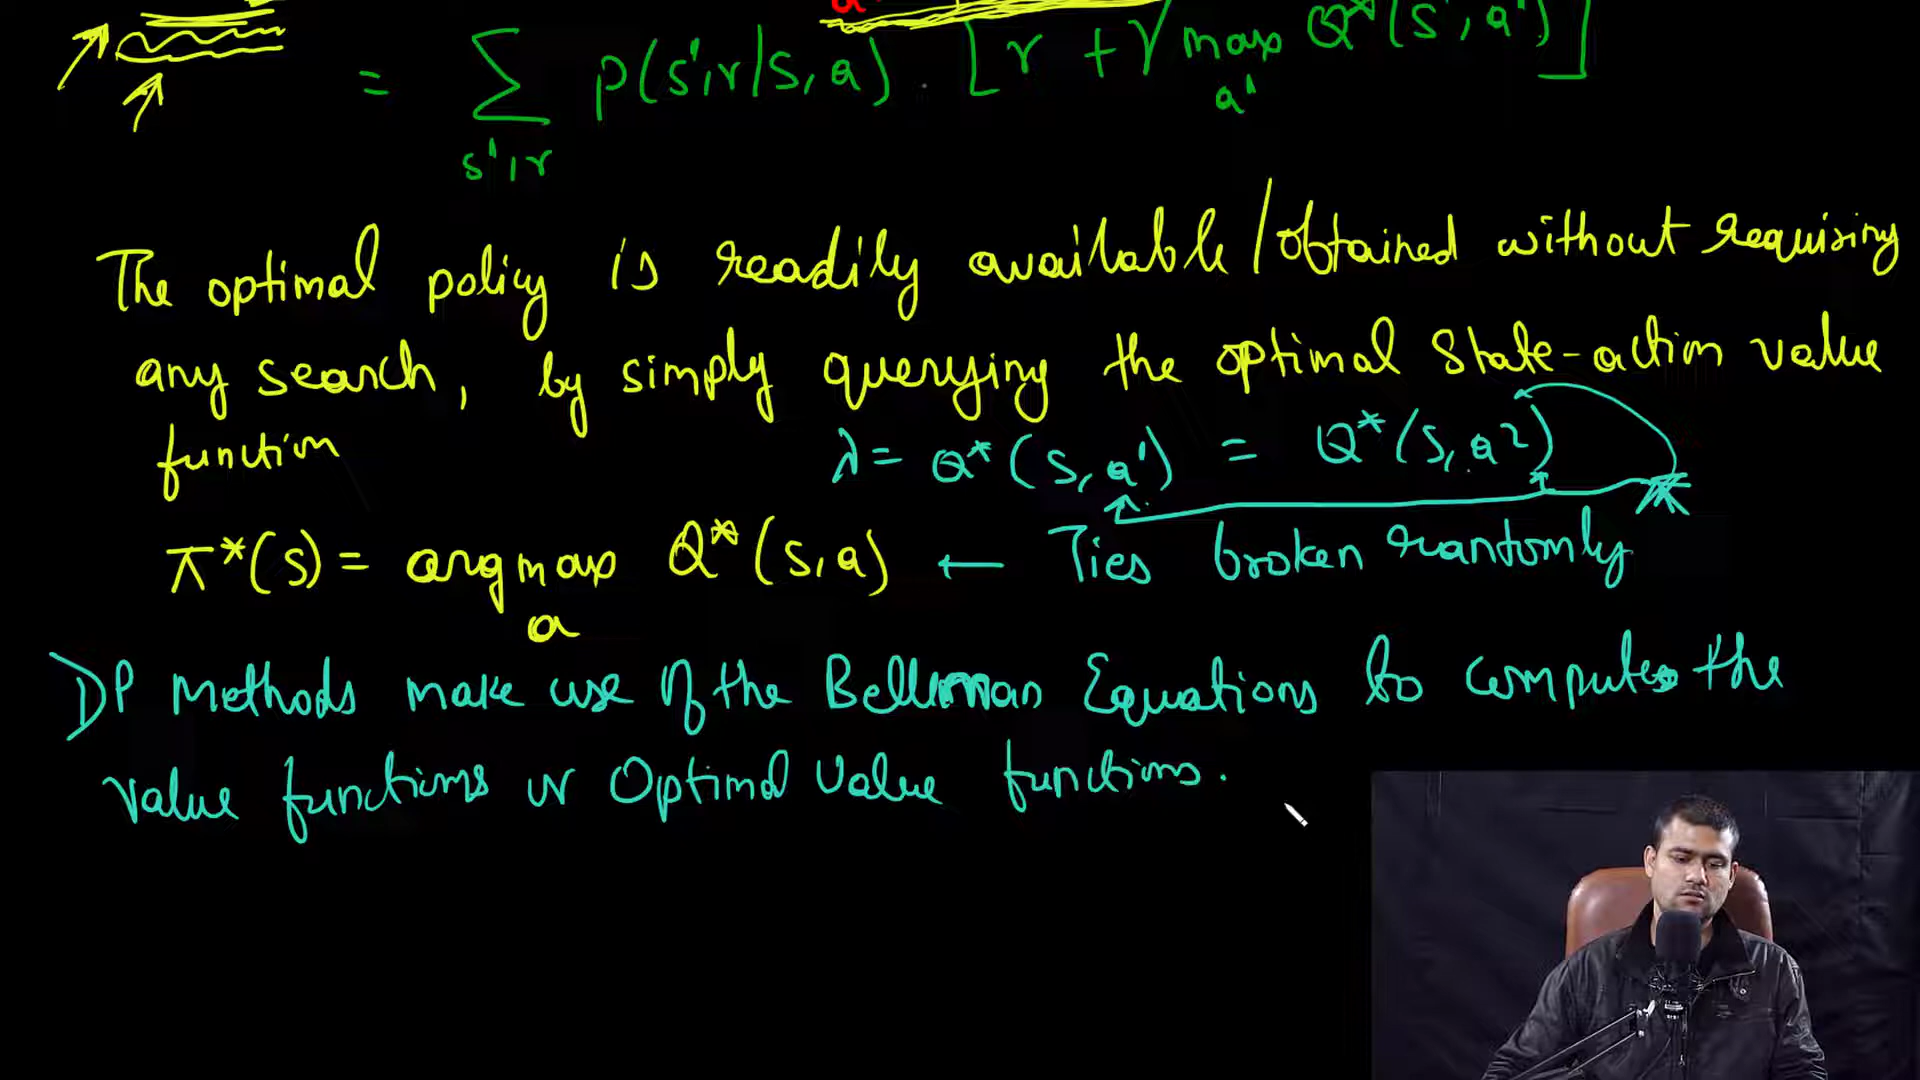 = Σ p(s',r|s,a) . [r + γ max Q*(s',a')]
s',r a'
The optimal policy is readily available/obtained without requiring
any search, by simply querying the optimal State-action value
function
λ = Q*(s,a¹) = Q*(s,a²)
π*(s) = argmax Q*(s,a) ← Ties broken rantomly
a
DP Methods make use of the Bellman Equations to compute the
value functions or Optimal Value functions.